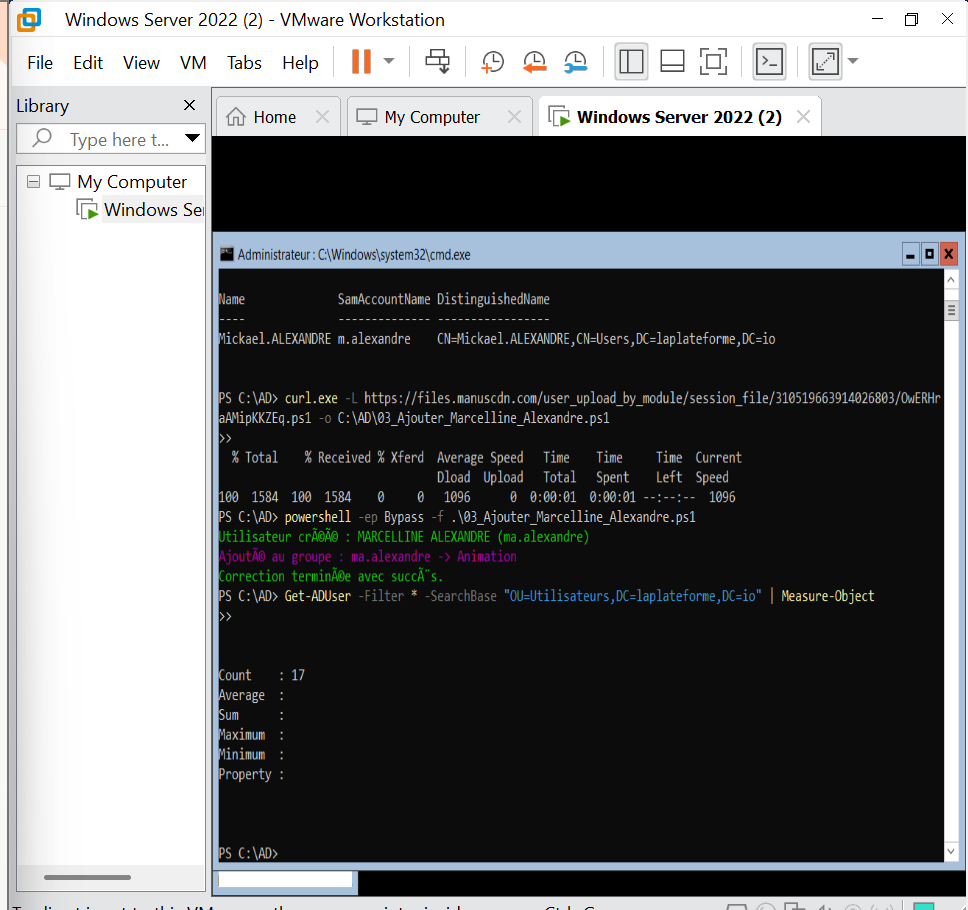 Windows Server 2022 (2) - VMware Workstation
File Edit View VM Tabs Help
Library
Home
My Computer
Windows Server 2022 (2)
Type here t...
My Computer
Windows Se
Administrateur : C:\Windows\system32\cmd.exe
Name SamAccountName DistinguishedName
---- -------------- -----------------
Mickael.ALEXANDRE m.alexandre CN=Mickael.ALEXANDRE,CN=Users,DC=laplateforme,DC=io
PS C:\AD> curl.exe -L https://files.manuscdn.com/user_upload_by_module/session_file/310519663914026803/OwERHr
aAMipKKZEq.ps1 -o C:\AD\03_Ajouter_Marcelline_Alexandre.ps1
>>
% Total % Received % Xferd Average Speed Time Time Time Current
Dload Upload Total Spent Left Speed
100 1584 100 1584 0 0 1096 0 0:00:01 0:00:01 --:--:-- 1096
PS C:\AD> powershell -ep Bypass -f .\03_Ajouter_Marcelline_Alexandre.ps1
Utilisateur crÃ©Ã© : MARCELLINE ALEXANDRE (ma.alexandre)
AjoutÃ© au groupe : ma.alexandre -> Animation
Correction terminÃ©e avec succÃ¨s.
PS C:\AD> Get-ADUser -Filter * -SearchBase "OU=Utilisateurs,DC=laplateforme,DC=io" | Measure-Object
>>
Count : 17
Average :
Sum :
Maximum :
Minimum :
Property :
PS C:\AD>